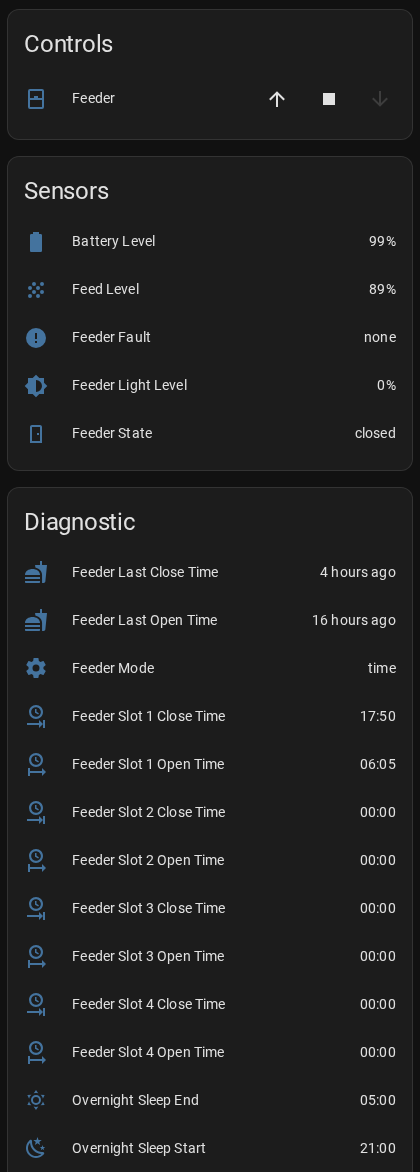 Controls
Feeder
Sensors
Battery Level 99%
Feed Level 89%
Feeder Fault none
Feeder Light Level 0%
Feeder State closed
Diagnostic
Feeder Last Close Time 4 hours ago
Feeder Last Open Time 16 hours ago
Feeder Mode time
Feeder Slot 1 Close Time 17:50
Feeder Slot 1 Open Time 06:05
Feeder Slot 2 Close Time 00:00
Feeder Slot 2 Open Time 00:00
Feeder Slot 3 Close Time 00:00
Feeder Slot 3 Open Time 00:00
Feeder Slot 4 Close Time 00:00
Feeder Slot 4 Open Time 00:00
Overnight Sleep End 05:00
Overnight Sleep Start 21:00